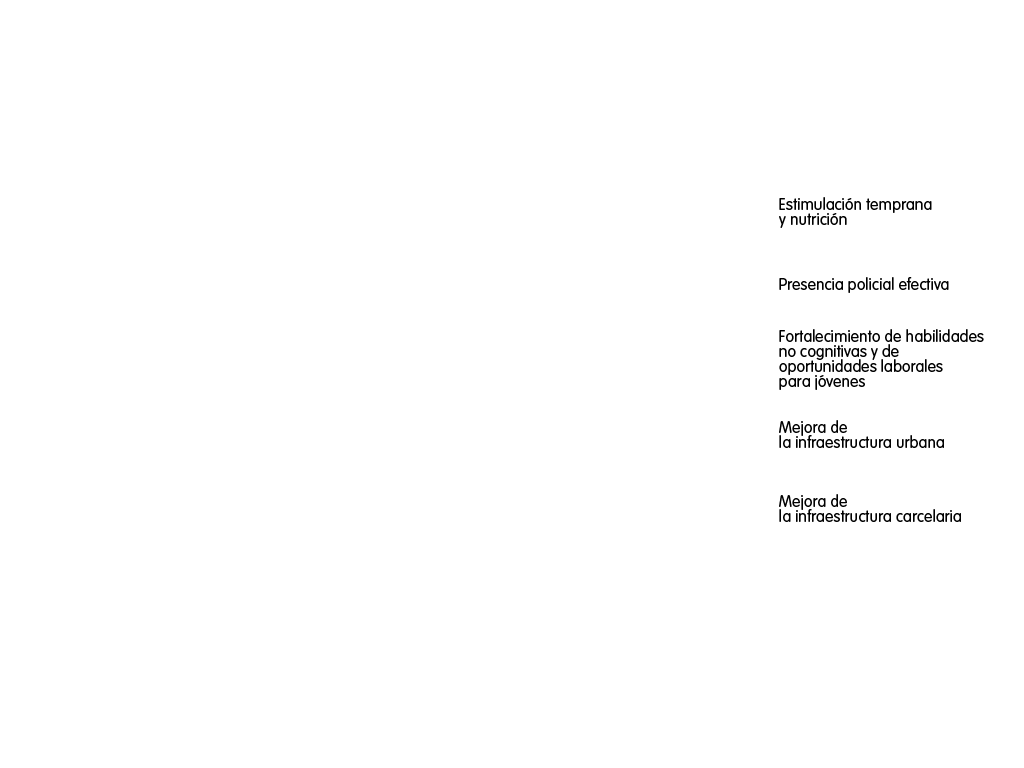 Estimulación temprana
y nutrición
Presencia policial efectiva
Fortalecimiento de habilidades
no cognitivas y de
oportunidades laborales
para jóvenes
Mejora de
la infraestructura urbana
Mejora de
la infraestructura carcelaria